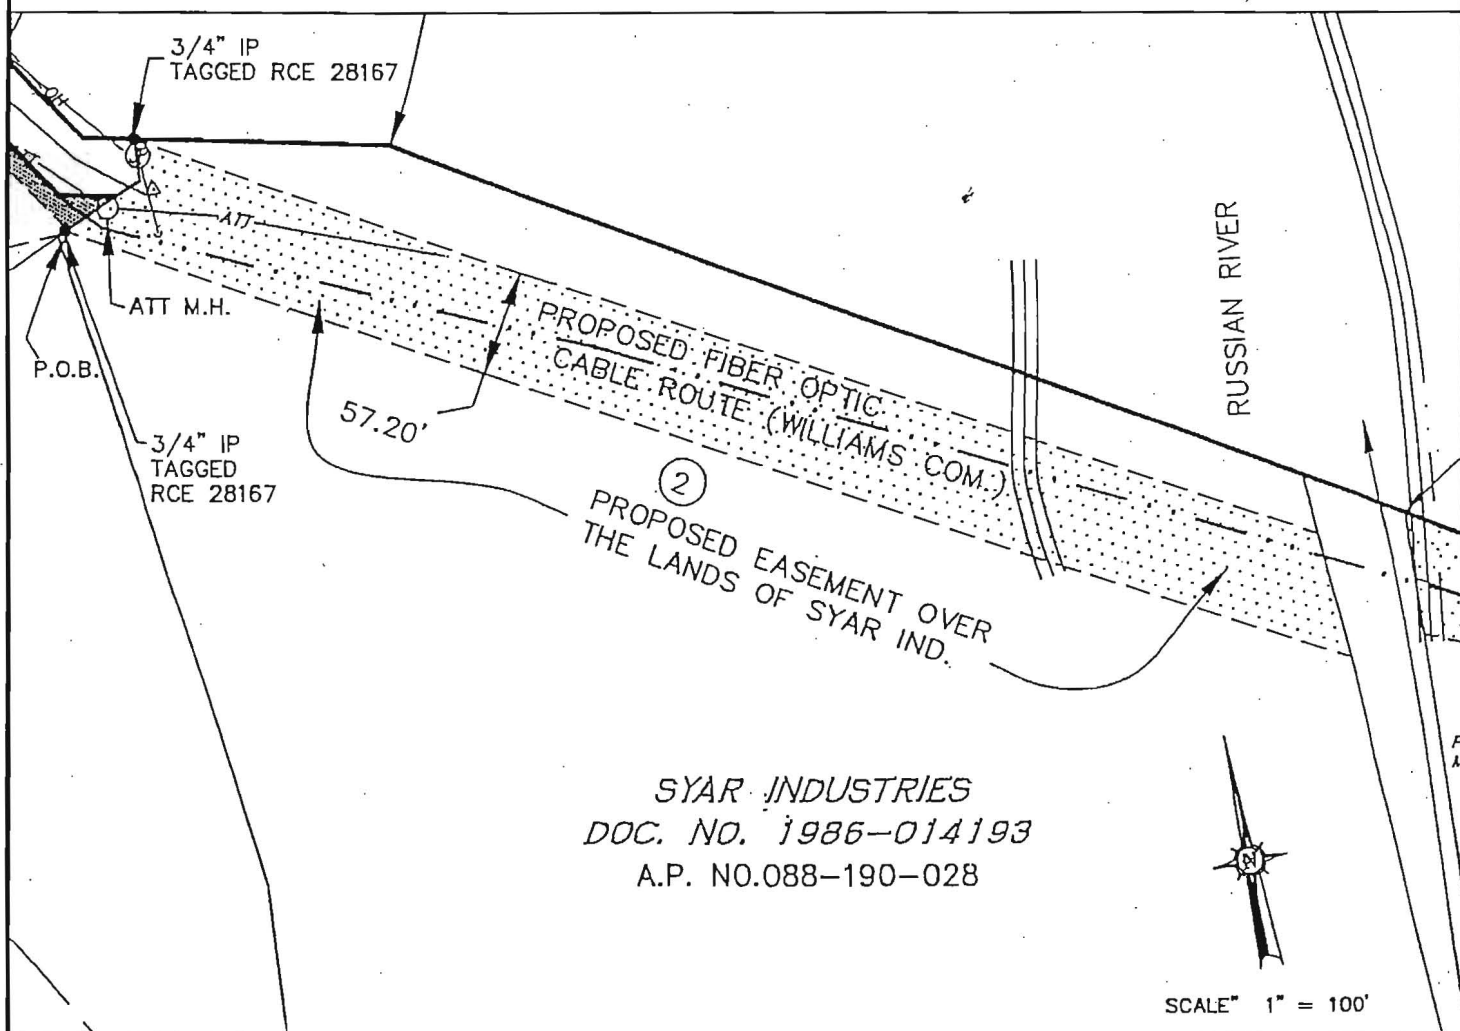 3/4" IP
TAGGED RCE 28167
OH
ATT
ATT M.H.
P.O.B.
3/4" IP
TAGGED
RCE 28167
57.20'
PROPOSED FIBER OPTIC
CABLE ROUTE (WILLIAMS COM.)
2
PROPOSED EASEMENT OVER
THE LANDS OF SYAR IND.
RUSSIAN RIVER
SYAR INDUSTRIES
DOC. NO. 1986-014193
A.P. NO.088-190-028
N
SCALE" 1" = 100'